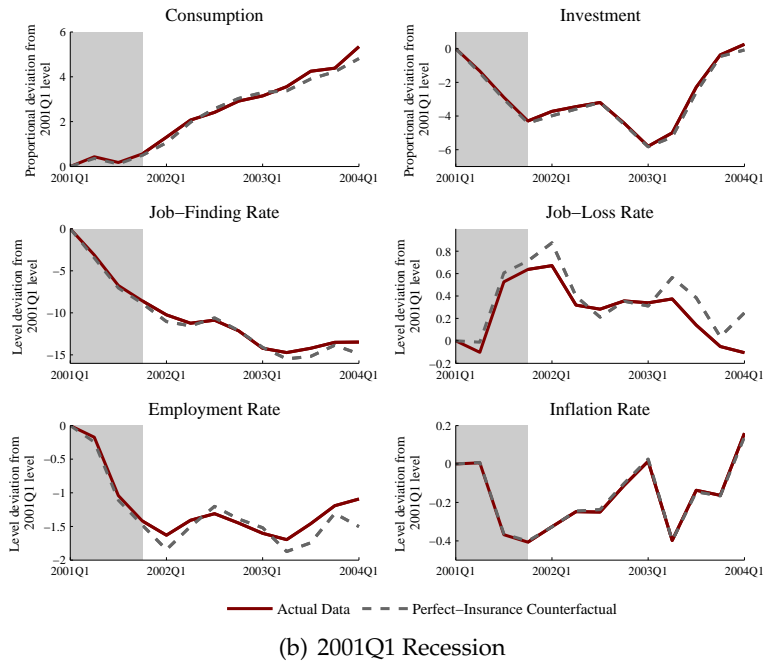 Consumption
Proportional deviation from
2001Q1 level
6
4
2
0
2001Q1 2002Q1 2003Q1 2004Q1
Investment
Proportional deviation from
2001Q1 level
0
−2
−4
−6
2001Q1 2002Q1 2003Q1 2004Q1
Job−Finding Rate
Level deviation from
2001Q1 level
0
−5
−10
−15
2001Q1 2002Q1 2003Q1 2004Q1
Job−Loss Rate
Level deviation from
2001Q1 level
0.8
0.6
0.4
0.2
0
−0.2
2001Q1 2002Q1 2003Q1 2004Q1
Employment Rate
Level deviation from
2001Q1 level
0
−0.5
−1
−1.5
−2
2001Q1 2002Q1 2003Q1 2004Q1
Inflation Rate
Level deviation from
2001Q1 level
0.2
0
−0.2
−0.4
2001Q1 2002Q1 2003Q1 2004Q1
Actual Data Perfect−Insurance Counterfactual
(b) 2001Q1 Recession